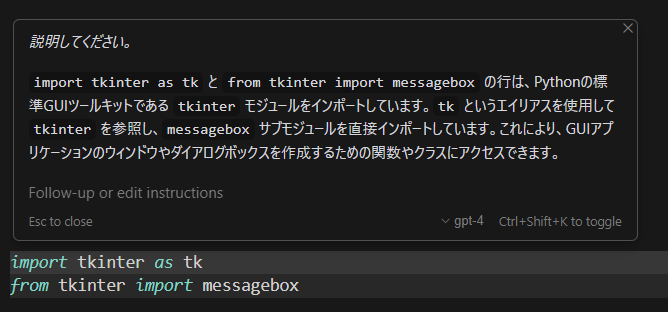 説明してください。
import tkinter as tk と from tkinter import messagebox の行は、Pythonの標
準GUIツールキットである tkinter モジュールをインポートしています。tk というエイリアスを使用して
tkinter を参照し、messagebox サブモジュールを直接インポートしています。これにより、GUIアプ
リケーションのウィンドウやダイアログボックスを作成するための関数やクラスにアクセスできます。
Follow-up or edit instructions
Esc to close gpt-4 Ctrl+Shift+K to toggle
import tkinter as tk
from tkinter import messagebox